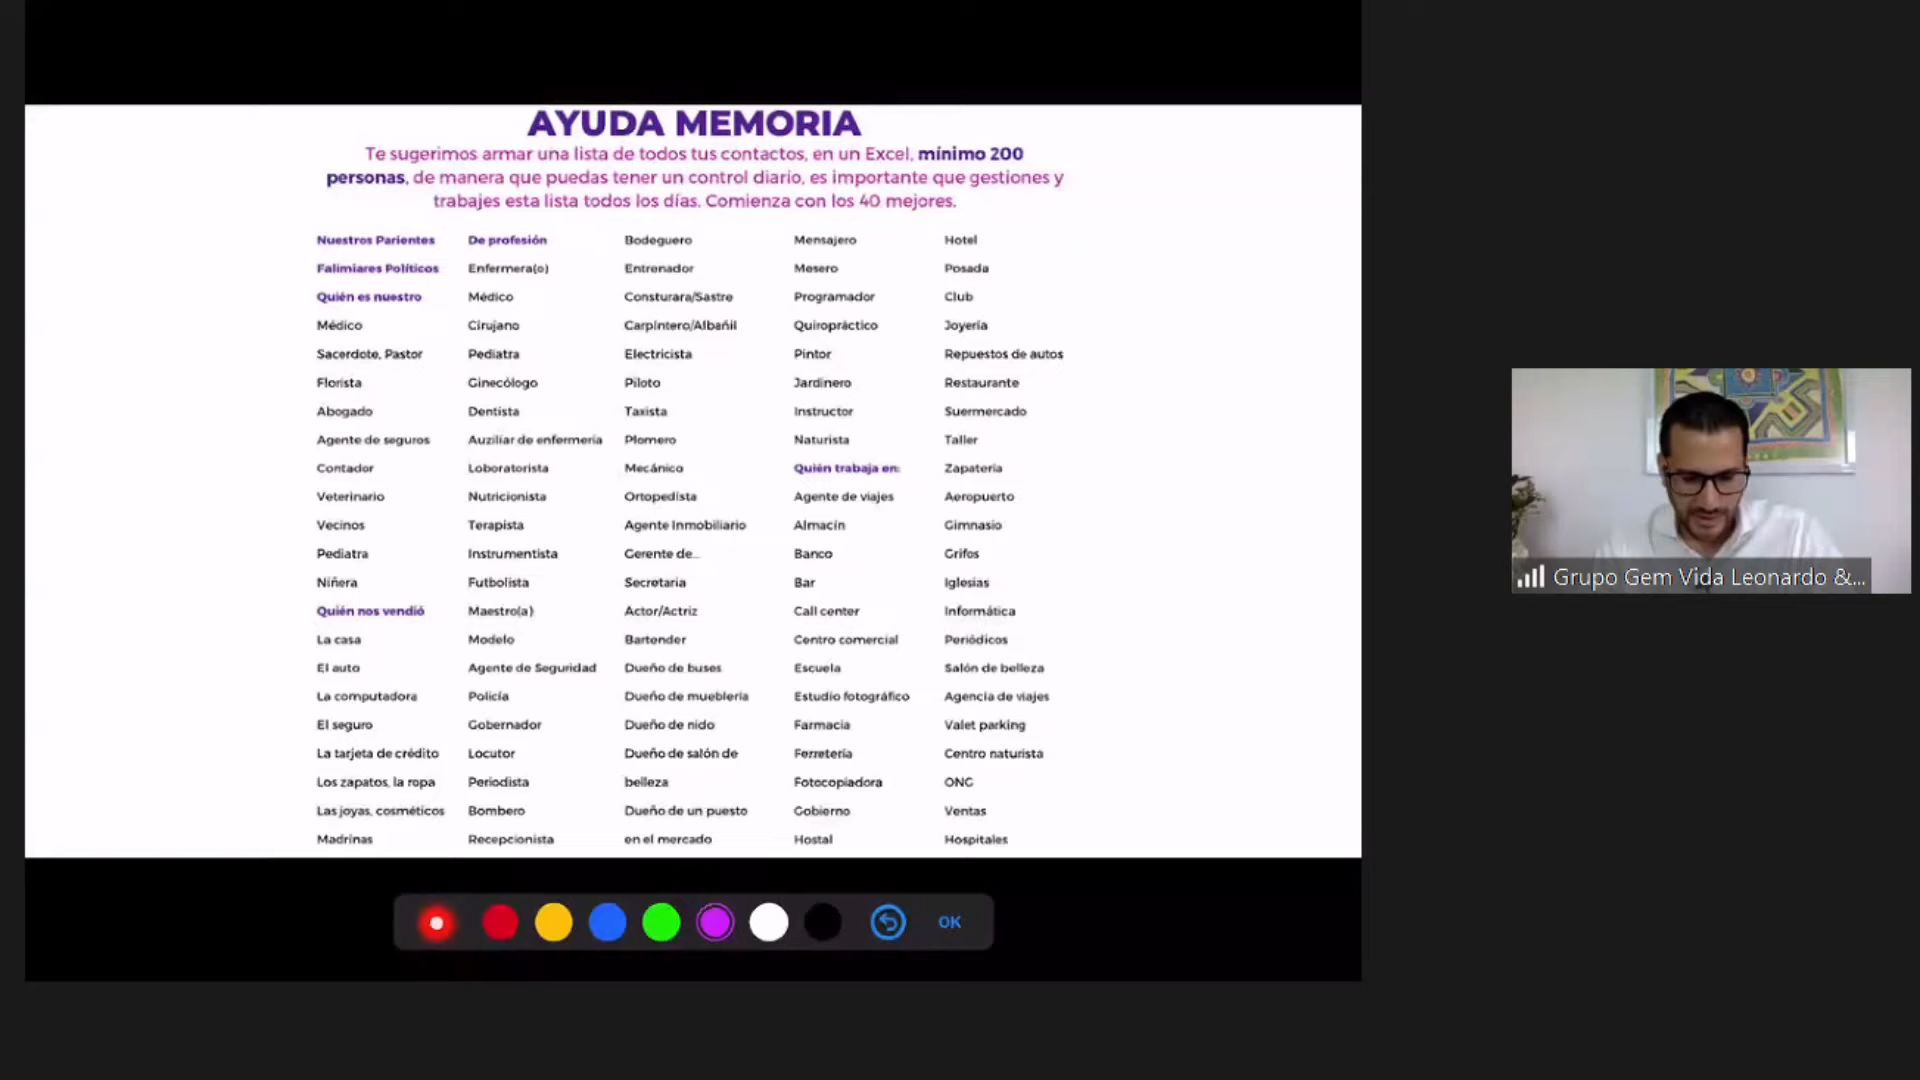 AYUDA MEMORIA
Te sugerimos armar una lista de todos tus contactos, en un Excel, mínimo 200
personas, de manera que puedas tener un control diario, es importante que gestiones y
trabajes esta lista todos los días. Comienza con los 40 mejores.
Nuestros Parientes
Falimiares Políticos
Quién es nuestro
Médico
Sacerdote, Pastor
Florista
Abogado
Agente de seguros
Contador
Veterinario
Vecinos
Pediatra
Niñera
Quién nos vendió
La casa
El auto
La computadora
El seguro
La tarjeta de crédito
Los zapatos, la ropa
Las joyas, cosméticos
Madrinas
De profesión
Enfermera(o)
Médico
Cirujano
Pediatra
Ginecólogo
Dentista
Auziliar de enfermería
Loboratorista
Nutricionista
Terapista
Instrumentista
Futbolista
Maestro(a)
Modelo
Agente de Seguridad
Policía
Gobernador
Locutor
Periodista
Bombero
Recepcionista
Bodeguero
Entrenador
Consturara/Sastre
Carpintero/Albañil
Electricista
Piloto
Taxista
Plomero
Mecánico
Ortopedista
Agente Inmobiliario
Gerente de...
Secretaria
Actor/Actriz
Bartender
Dueño de buses
Dueño de mueblería
Dueño de nido
Dueño de salón de
belleza
Dueño de un puesto
en el mercado
Mensajero
Mesero
Programador
Quiropráctico
Pintor
Jardinero
Instructor
Naturista
Quién trabaja en:
Agente de viajes
Almacín
Banco
Bar
Call center
Centro comercial
Escuela
Estudio fotográfico
Farmacia
Ferretería
Fotocopiadora
Gobierno
Hostal
Hotel
Posada
Club
Joyería
Repuestos de autos
Restaurante
Suermercado
Taller
Zapatería
Aeropuerto
Gimnasio
Grifos
Iglesias
Informática
Periódicos
Salón de belleza
Agencia de viajes
Valet parking
Centro naturista
ONG
Ventas
Hospitales
OK
Grupo Gem Vida Leonardo &...